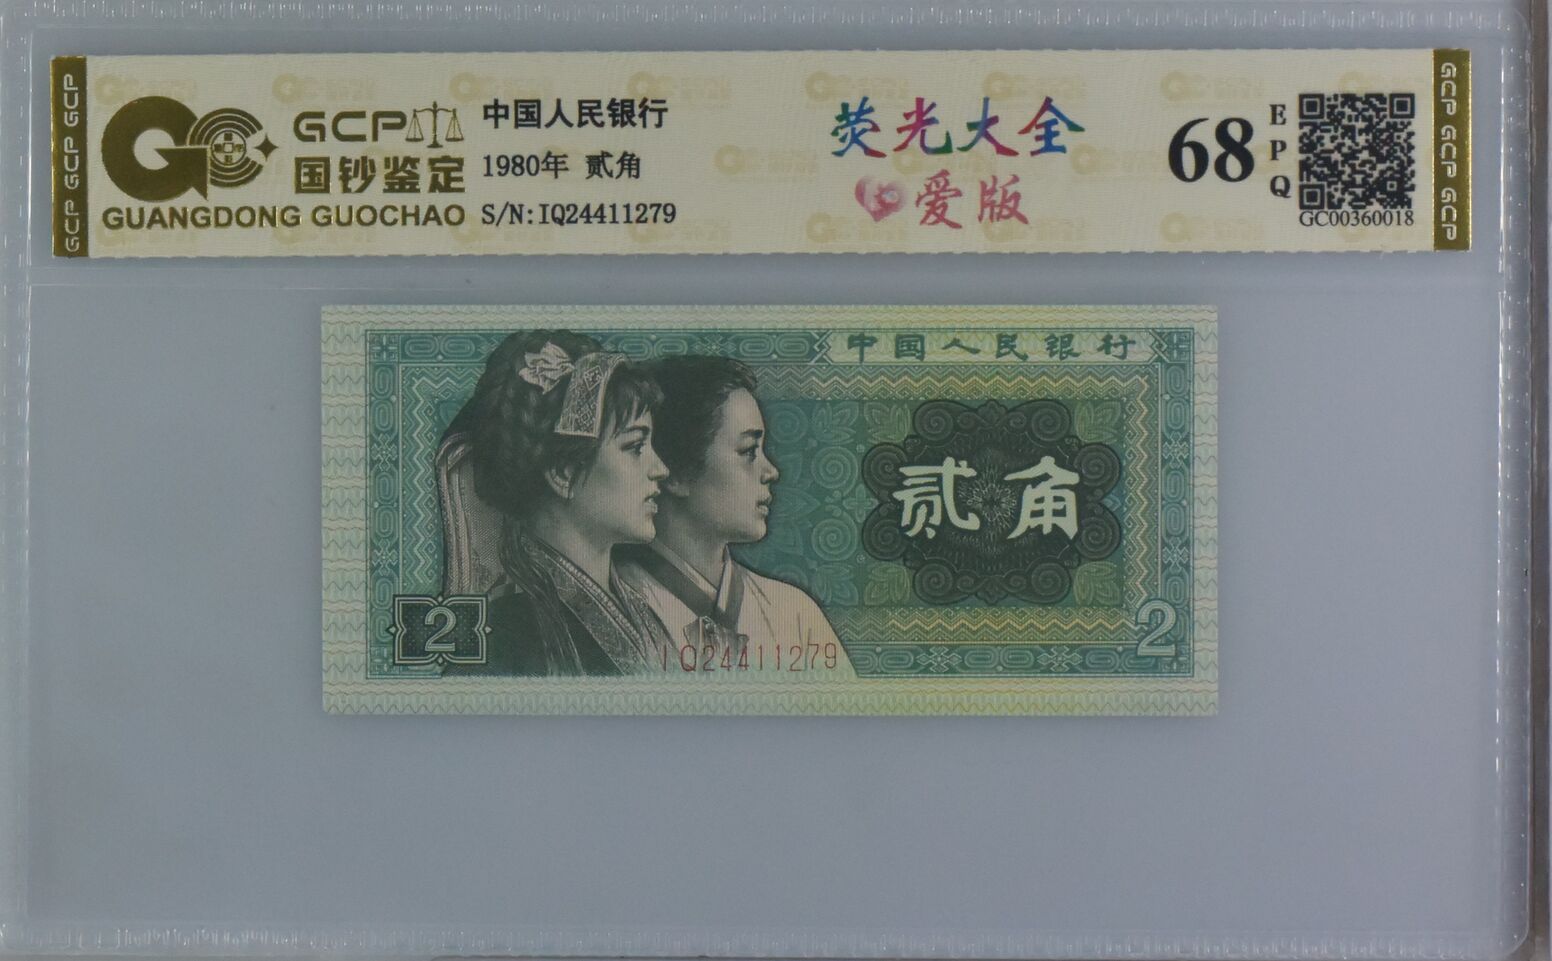 GCP GCP GCP
GCP
国钞鉴定
GUANGDONG GUOCHAO
中国人民银行
1980年 贰角
S/N:IQ24411279
荧光大全
爱版
68
EPQ
GC00360018
GCP GCP GCP
中国人民银行
贰角
2
2
IQ24411279